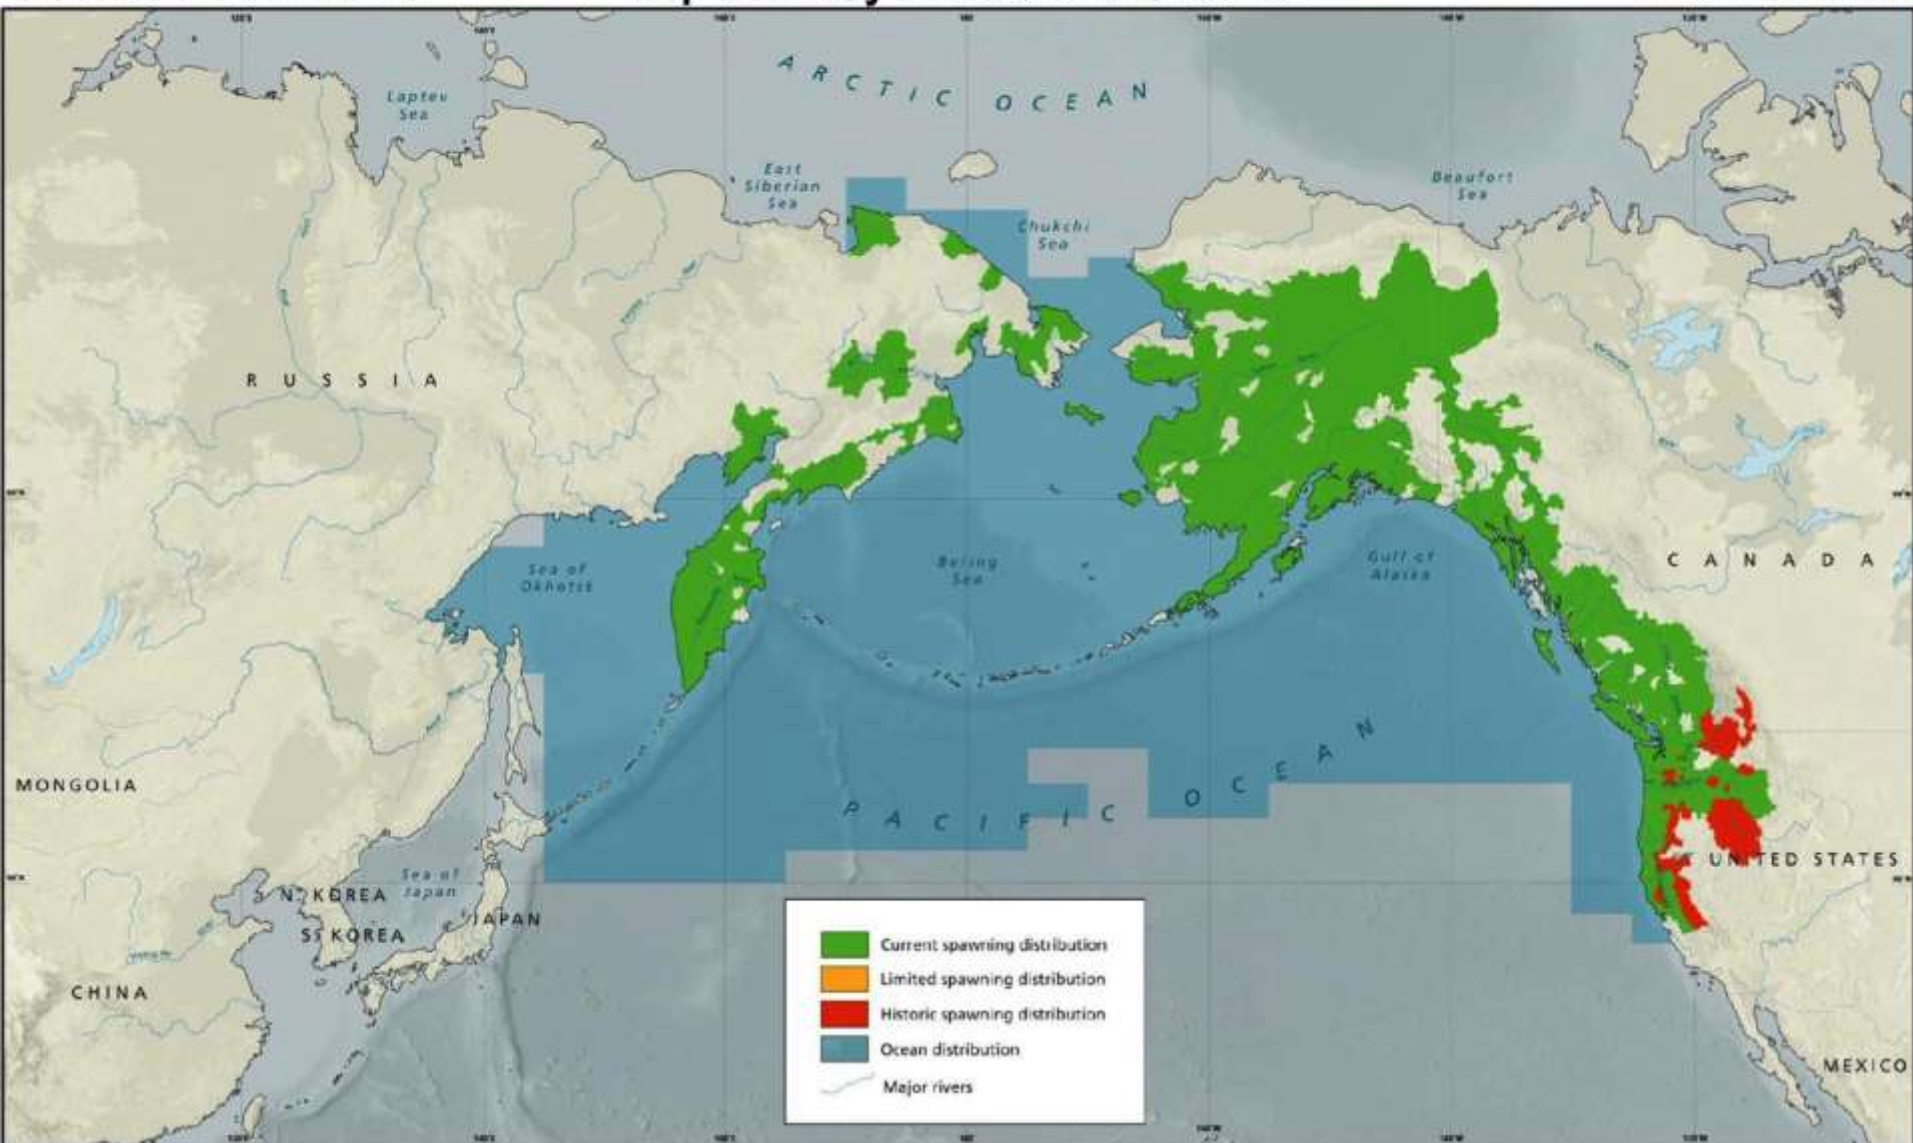 ARCTIC OCEAN
Laptev
Sea
East
Siberian
Sea
Beaufort
Sea
Chukchi
Sea
RUSSIA
Sea of
Okhotsk
Bering
Sea
Gulf of
Alaska
CANADA
MONGOLIA
PACIFIC OCEAN
UNITED STATES
Sea of
Japan
N. KOREA
JAPAN
S. KOREA
CHINA
MEXICO
Current spawning distribution
Limited spawning distribution
Historic spawning distribution
Ocean distribution
Major rivers